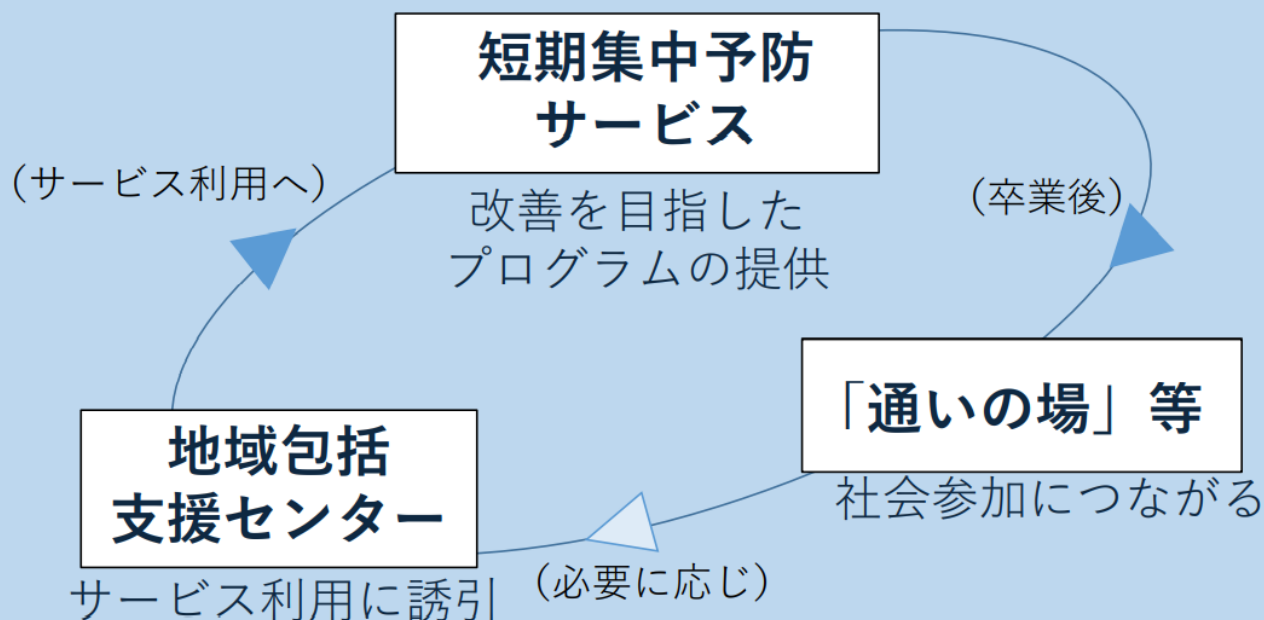 短期集中予防
サービス
（サービス利用へ）
改善を目指した
プログラムの提供
（卒業後）
「通いの場」等
社会参加につながる
地域包括
支援センター
サービス利用に誘引
（必要に応じ）